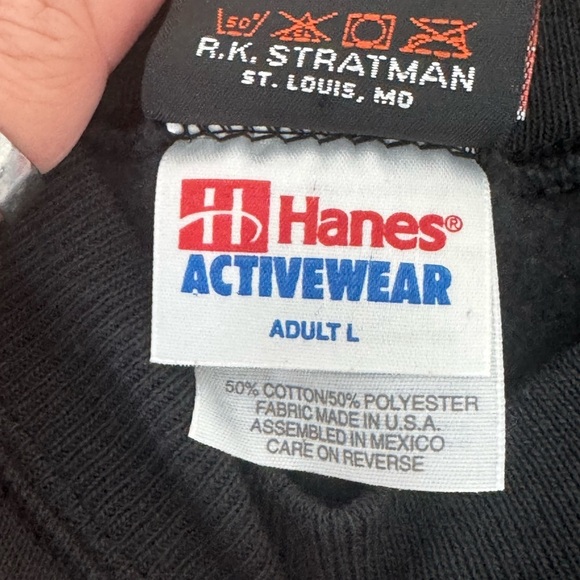 50°
CL
R.K. STRATMAN
ST. LOUIS, MO
H Hanes®
ACTIVEWEAR
ADULT L
50% COTTON/50% POLYESTER
FABRIC MADE IN U.S.A.
ASSEMBLED IN MEXICO
CARE ON REVERSE